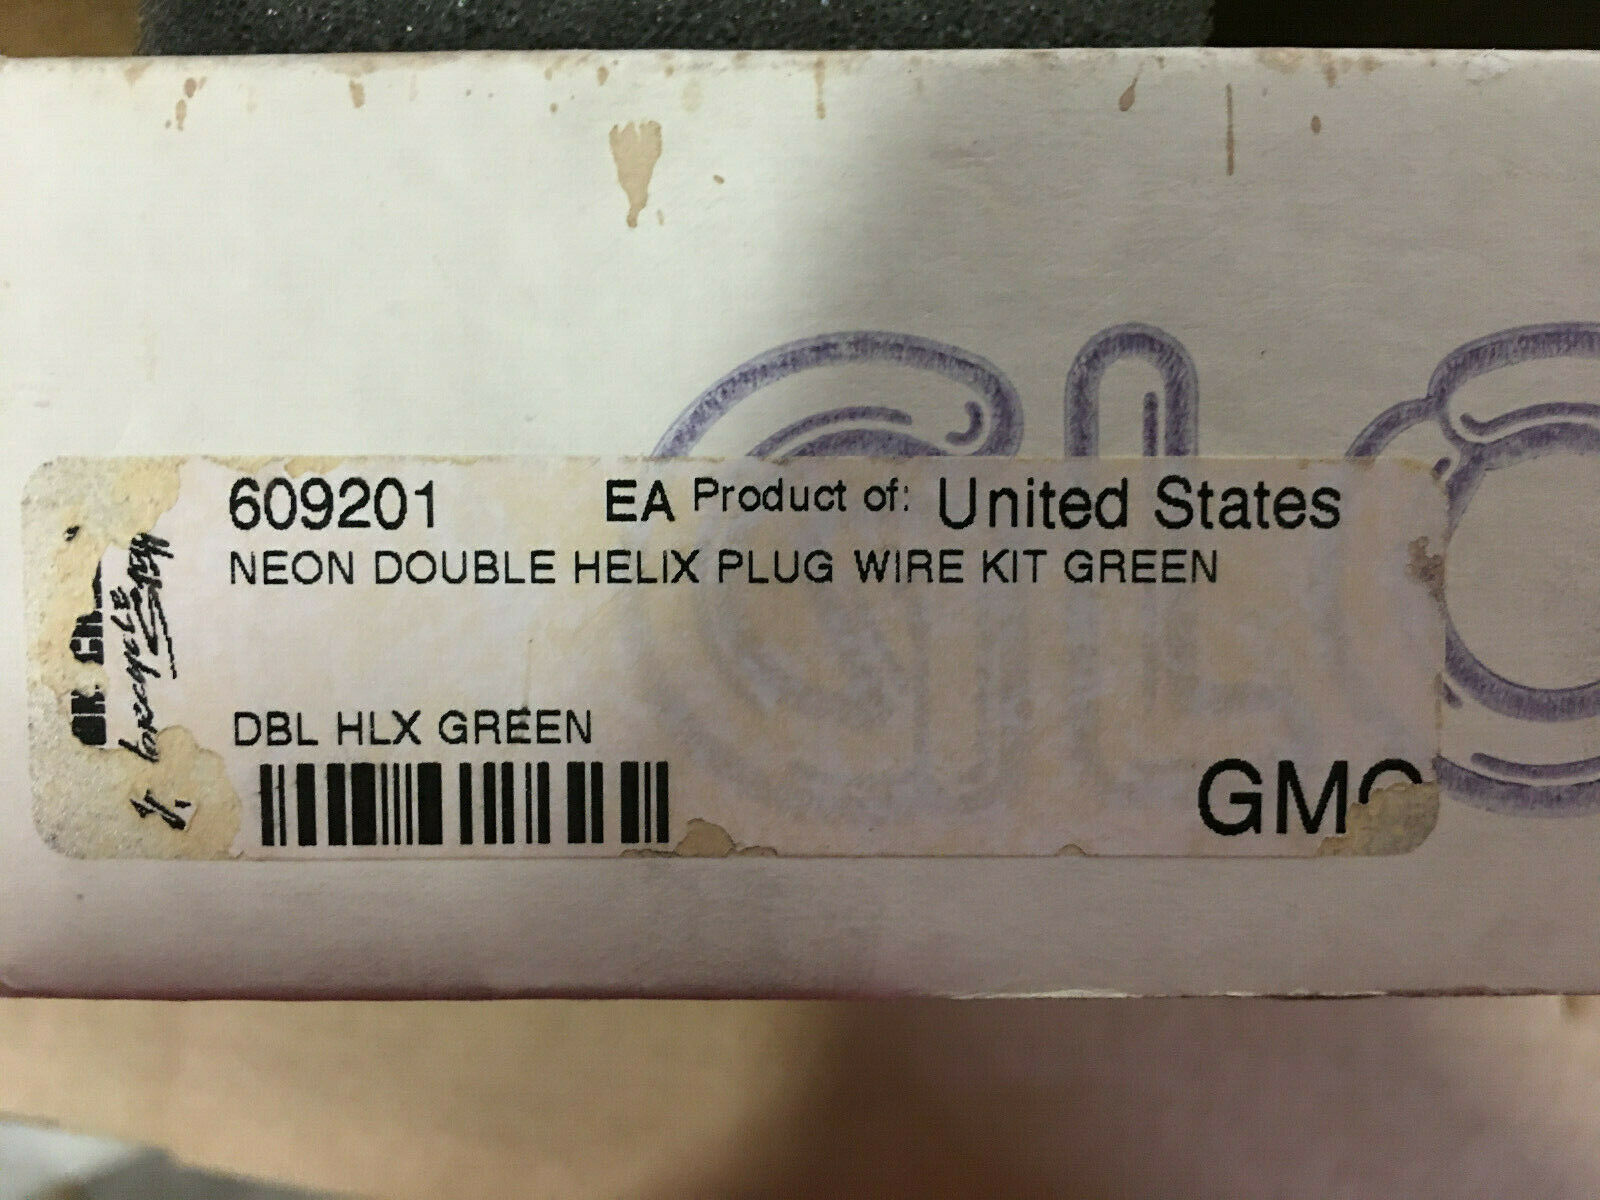 609201 EA Product of: United States
NEON DOUBLE HELIX PLUG WIRE KIT GREEN
DBL HLX GREEN